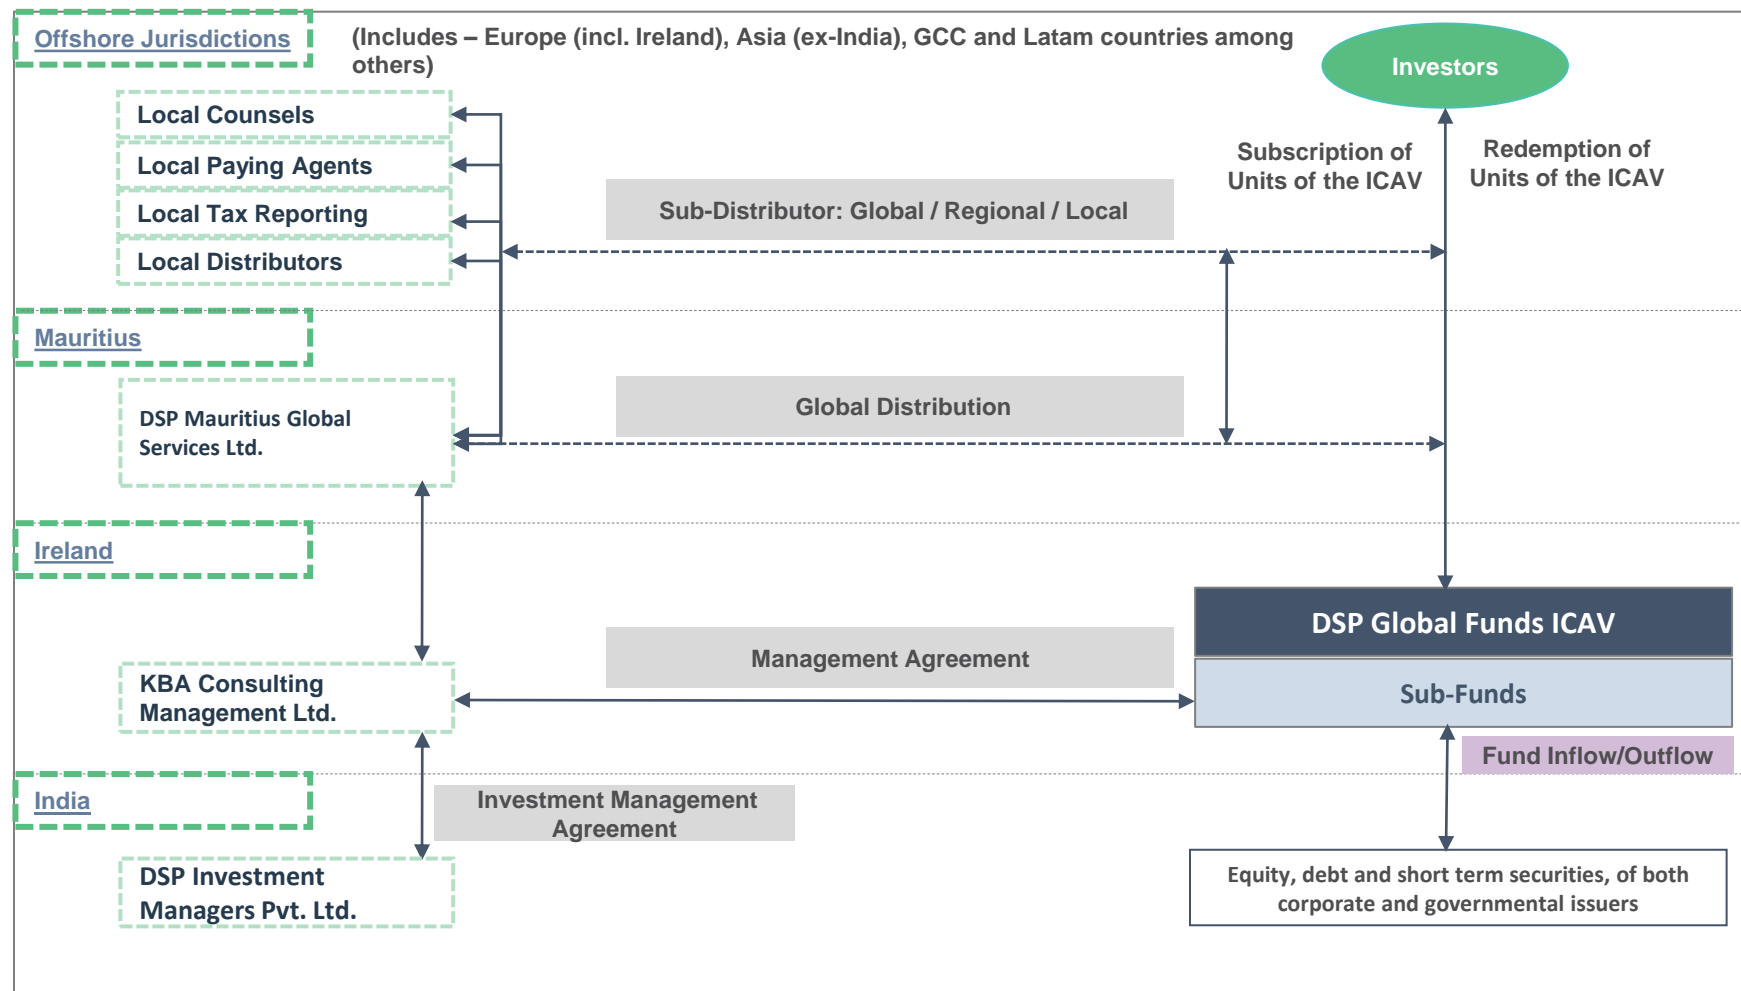 Offshore Jurisdictions
(Includes – Europe (incl. Ireland), Asia (ex-India), GCC and Latam countries among
others)
Investors
Local Counsels
Local Paying Agents
Local Tax Reporting
Local Distributors
Sub-Distributor: Global / Regional / Local
Subscription of
Units of the ICAV
Redemption of
Units of the ICAV
Mauritius
DSP Mauritius Global
Services Ltd.
Global Distribution
Ireland
KBA Consulting
Management Ltd.
Management Agreement
DSP Global Funds ICAV
Sub-Funds
Fund Inflow/Outflow
India
Investment Management
Agreement
DSP Investment
Managers Pvt. Ltd.
Equity, debt and short term securities, of both
corporate and governmental issuers